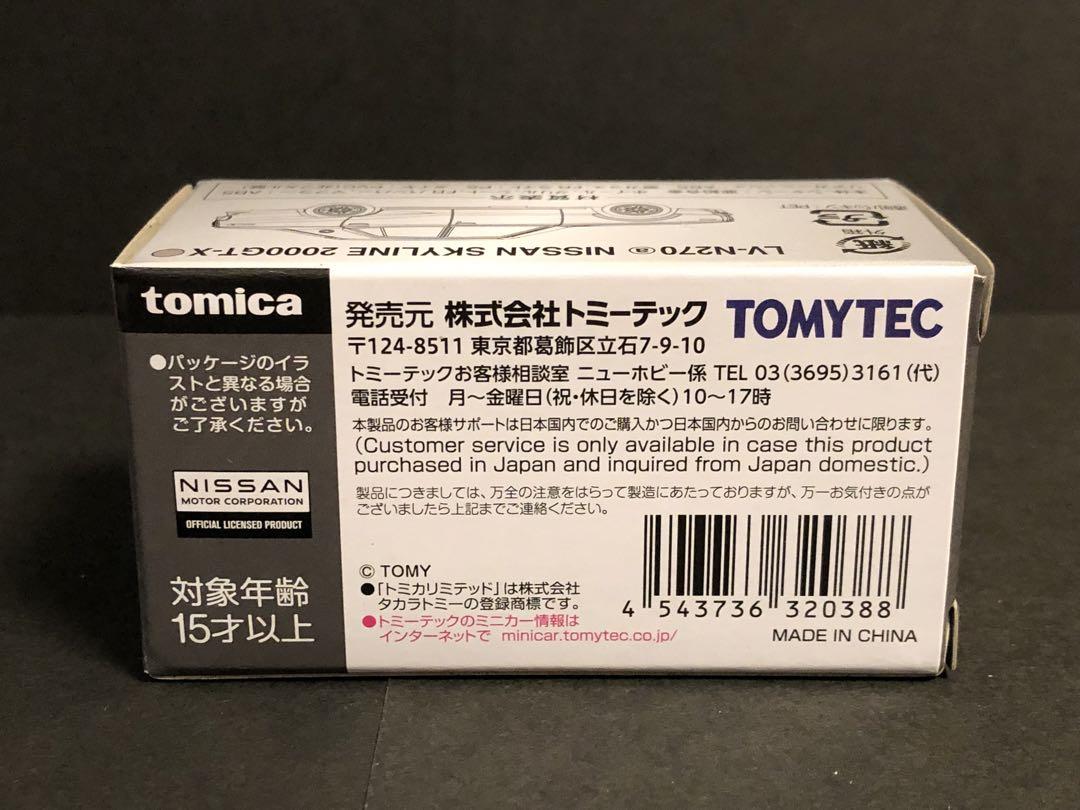 材質表示
LV-N270 ⓐ NISSAN SKYLINE 2000GT-X
外箱
紙
透明パッキン:PET
tomica
●パッケージのイラ
ストと異なる場合
がございますが
ご了承ください。
NISSAN
MOTOR CORPORATION
OFFICIAL LICENSED PRODUCT
対象年齢
15才以上
発売元 株式会社トミーテック TOMYTEC
〒124-8511 東京都葛飾区立石7-9-10
トミーテックお客様相談室 ニューホビー係 TEL 03(3695)3161(代)
電話受付 月～金曜日(祝・休日を除く)10～17時
本製品のお客様サポートは日本国内でのご購入かつ日本国内からのお問い合わせに限ります。
(Customer service is only available in case this product
purchased in Japan and inquired from Japan domestic.)
製品につきましては、万全の注意をはらって製造にあたっておりますが、万一お気付きの点が
ございましたら上記までご連絡ください。
© TOMY
●「トミカリミテッド」は株式会社
タカラトミーの登録商標です。
●トミーテックのミニカー情報は
インターネットで minicar.tomytec.co.jp/
4 543736 320388
MADE IN CHINA